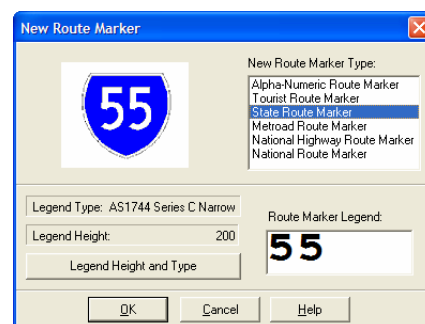 New Route Marker
55
New Route Marker Type:
Alpha-Numeric Route Marker
Tourist Route Marker
State Route Marker
Metroad Route Marker
National Highway Route Marker
National Route Marker
Legend Type: AS1744 Series C Narrow
Legend Height: 200
Legend Height and Type
Route Marker Legend:
55
OK Cancel Help